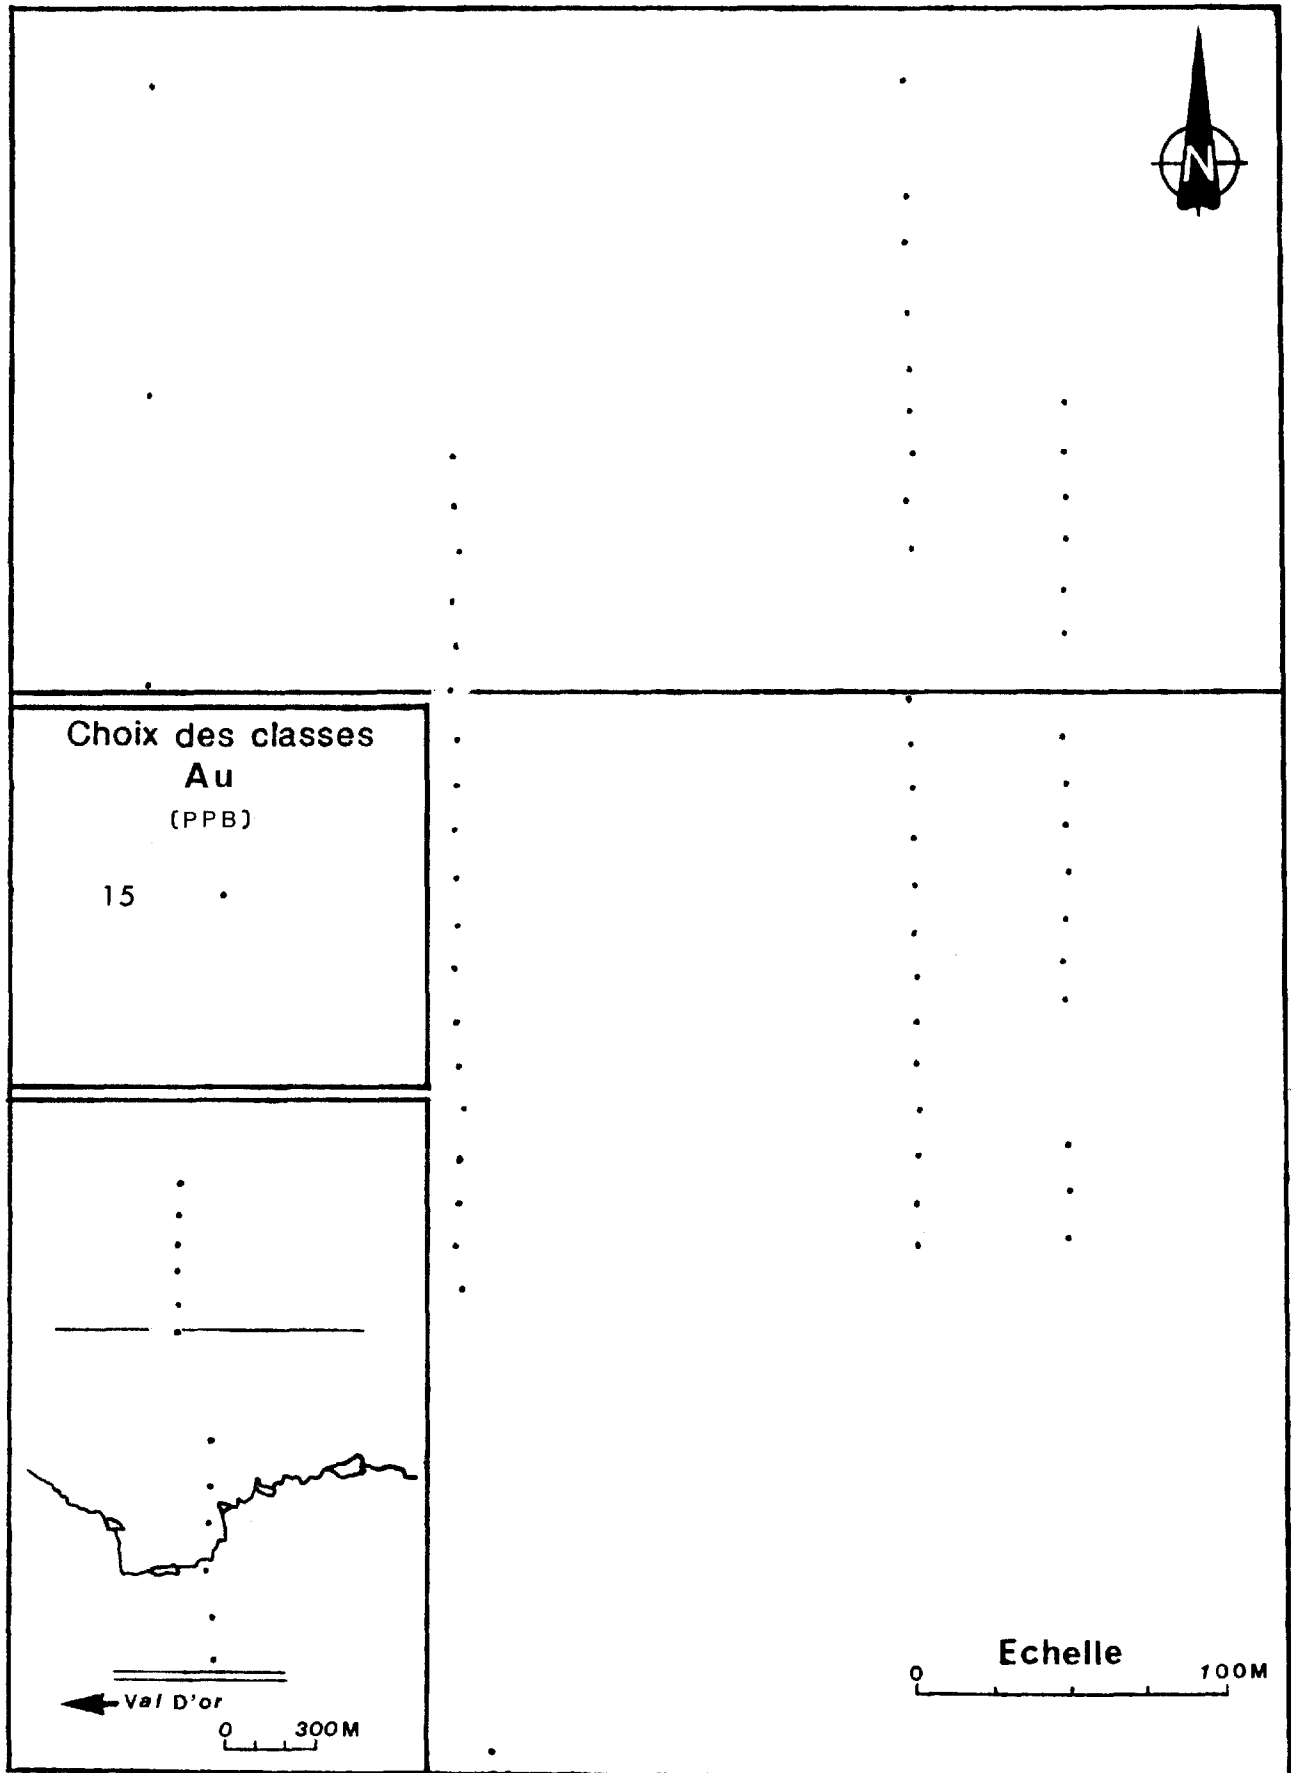 N
Choix des classes
Au
(PPB)
15
Echelle
0 100M
Val D'or
0 300M